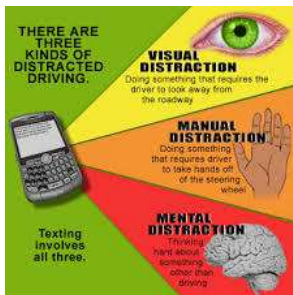 THERE ARE
THREE
KINDS OF
DISTRACTED
DRIVING.
VISUAL
DISTRACTION
Doing something that requires the
driver to look away from
the roadway
MANUAL
DISTRACTION
Doing something
that requires driver
to take hands off
of the steering
wheel
MENTAL
DISTRACTION
Thinking
hard about
something
other than
driving
Texting
involves
all three.